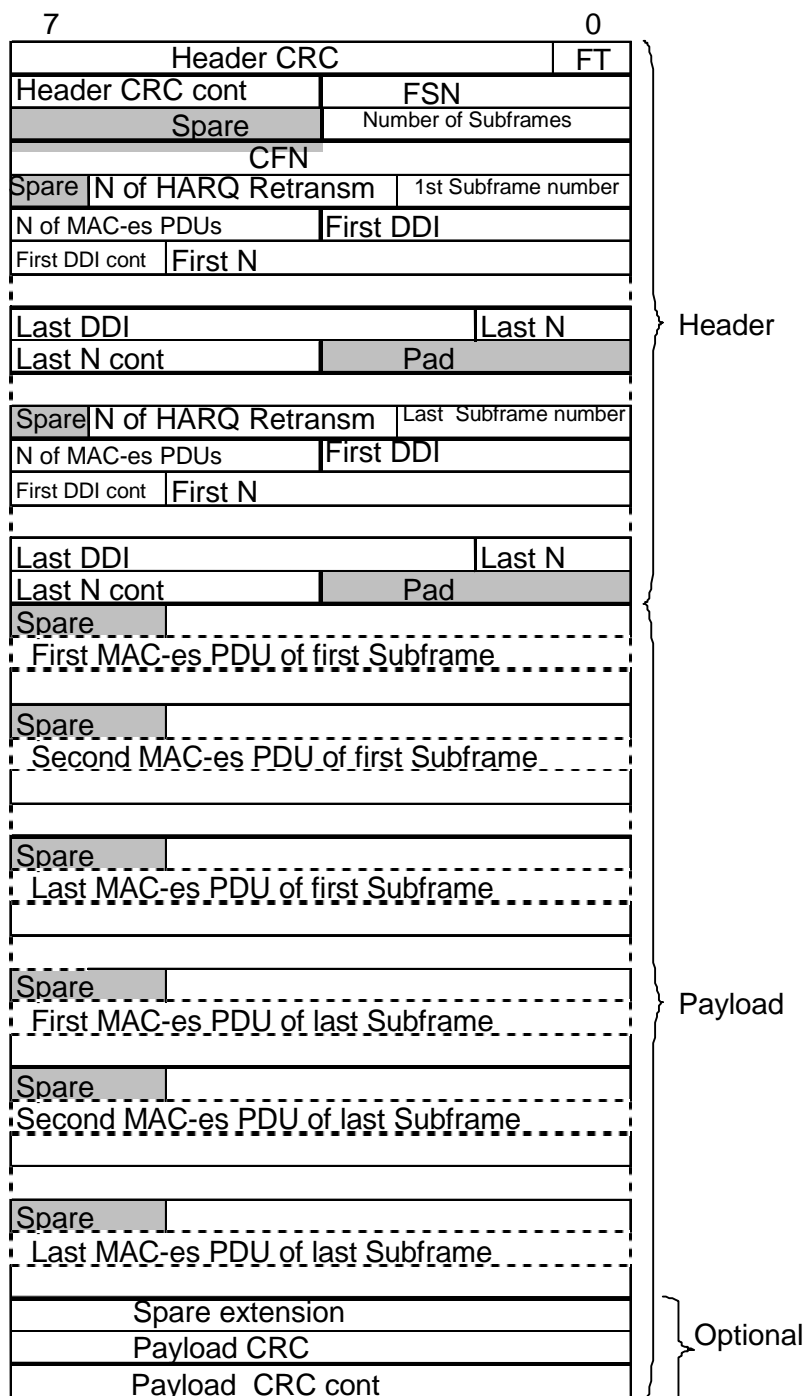 7 0
Header CRC FT
Header CRC cont FSN
Spare Number of Subframes
CFN
Spare N of HARQ Retransm 1st Subframe number
N of MAC-es PDUs First DDI
First DDI cont First N
Last DDI Last N
Header
Last N cont Pad
Spare N of HARQ Retransm Last Subframe number
N of MAC-es PDUs First DDI
First DDI cont First N
Last DDI Last N
Last N cont Pad
Spare
First MAC-es PDU of first Subframe
Spare
Second MAC-es PDU of first Subframe
Spare
Last MAC-es PDU of first Subframe
Spare
Payload
First MAC-es PDU of last Subframe
Spare
Second MAC-es PDU of last Subframe
Spare
Last MAC-es PDU of last Subframe
Spare extension
Optional
Payload CRC
Payload CRC cont